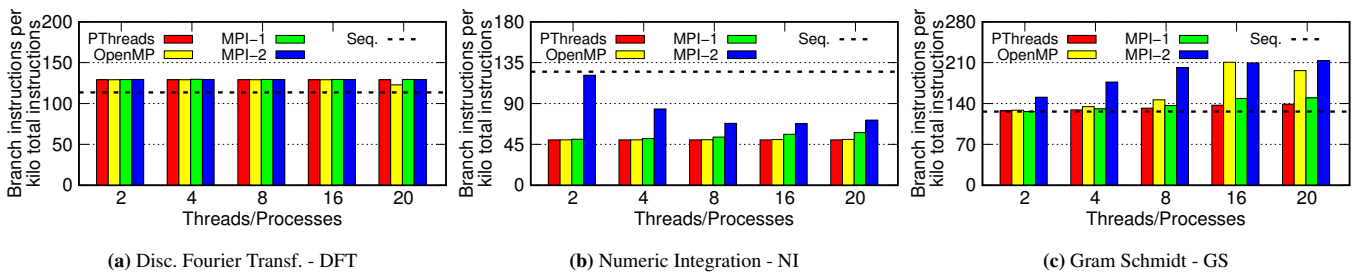 Branch instructions per
kilo total instructions
200
150
100
50
0
PThreads
OpenMP
MPI−1
MPI−2
Seq.
2 4 8 16 20
Threads/Processes
(a) Disc. Fourier Transf. - DFT
Branch instructions per
kilo total instructions
180
135
90
45
0
PThreads
OpenMP
MPI−1
MPI−2
Seq.
2 4 8 16 20
Threads/Processes
(b) Numeric Integration - NI
Branch instructions per
kilo total instructions
280
210
140
70
0
PThreads
OpenMP
MPI−1
MPI−2
Seq.
2 4 8 16 20
Threads/Processes
(c) Gram Schmidt - GS